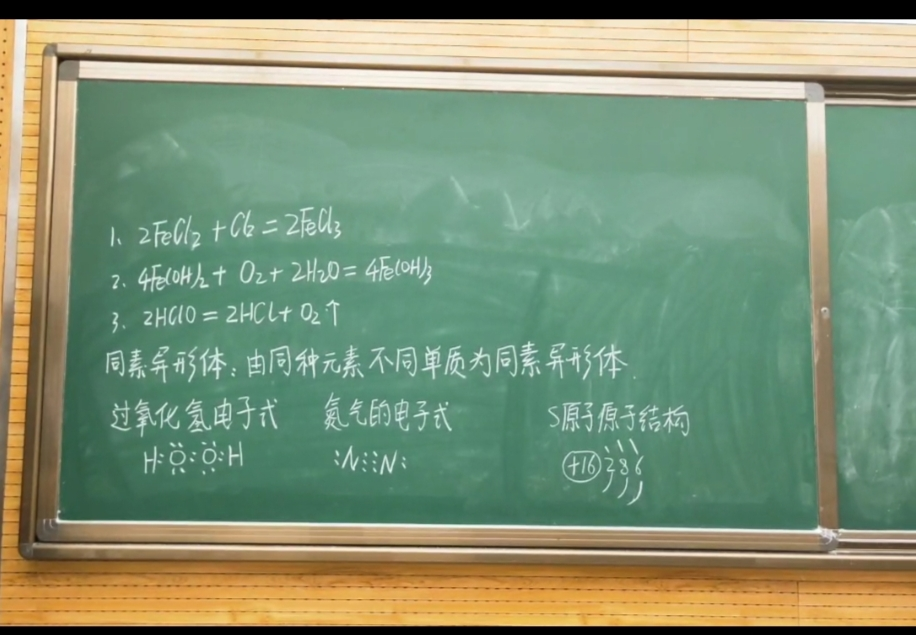 1、2FeCl₂+Cl₂=2FeCl₃
2、4Fe(OH)₂+O₂+2H₂O=4Fe(OH)₃
3、2HClO=2HCl+O₂↑
同素异形体:由同种元素不同单质为同素异形体.
过氧化氢电子式 氮气的电子式 S原子原子结构
H:Ö:Ö:H :N⫶⫶N: +16 2 8 6